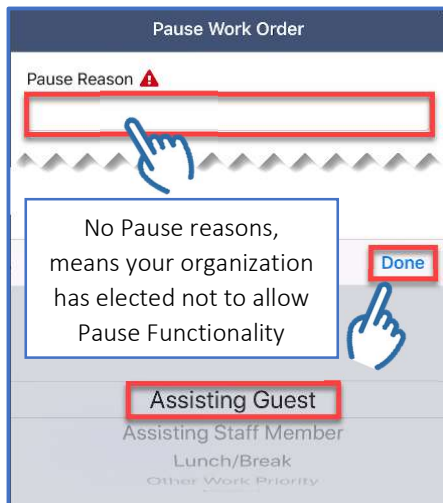 Pause Work Order
Pause Reason
No Pause reasons,
means your organization
has elected not to allow
Pause Functionality
Done
Assisting Guest
Assisting Staff Member
Lunch/Break
Other Work Priority